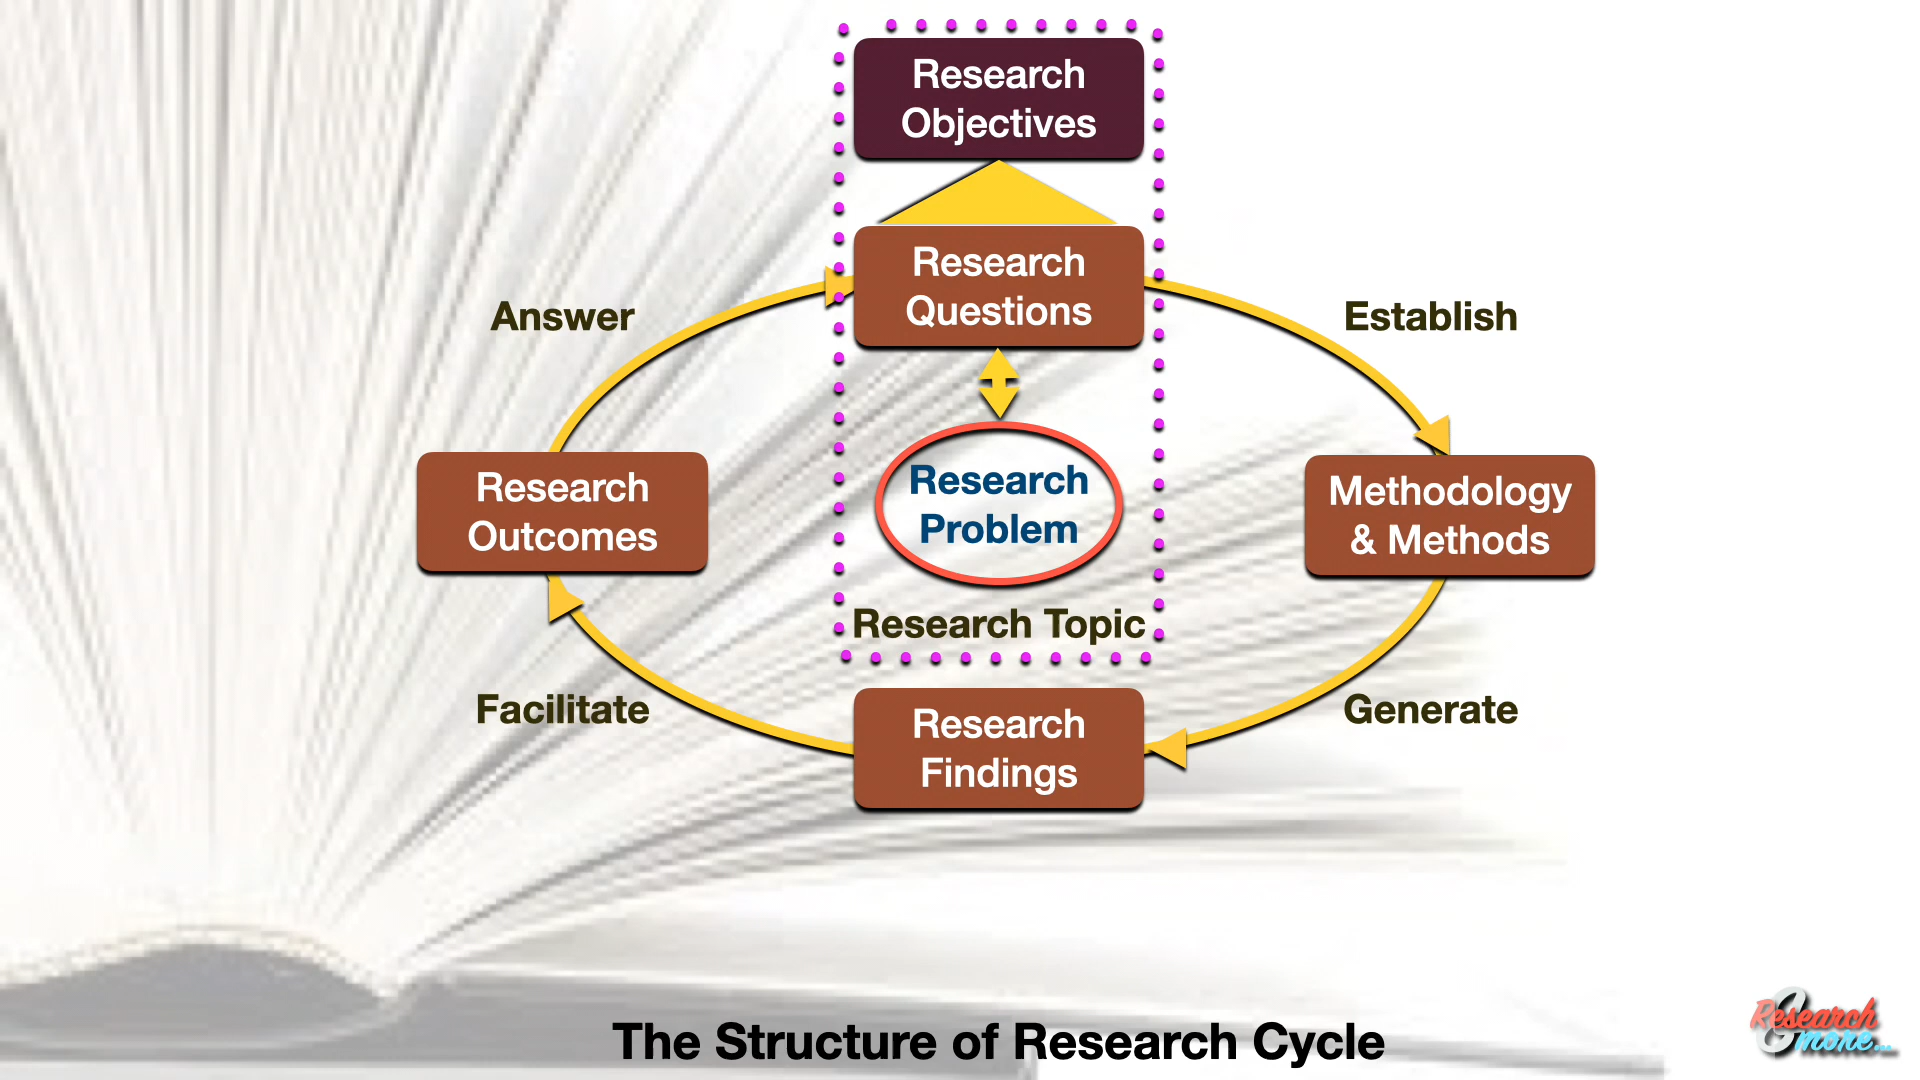 Research
Objectives
Research
Questions
Answer
Establish
Research
Problem
Research
Outcomes
Methodology
& Methods
Research Topic
Facilitate
Generate
Research
Findings
The Structure of Research Cycle
Research
& more...